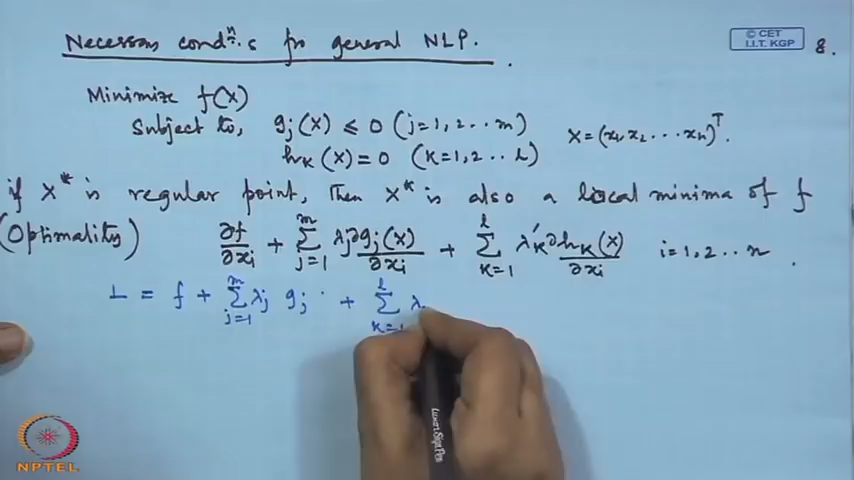 Necessary condn.s for general NLP.
© CET
I.I.T. KGP
8.
Minimize f(X)
Subject to, gj(X) ≤ 0 (j=1,2··m)
hK(X)=0 (K=1,2··l)
X=(x1,x2...xn)^T.
if X* is regular point, Then X* is also a local minima of f
(Optimality) ∂f/∂xi + Σ_{j=1}^{m} λj ∂gj(X)/∂xi + Σ_{K=1}^{l} λ'K ∂hK(X)/∂xi i=1,2··n
L = f + Σ_{j=1}^{m} λj gj + Σ_{K=1}^{l} λ
NPTEL